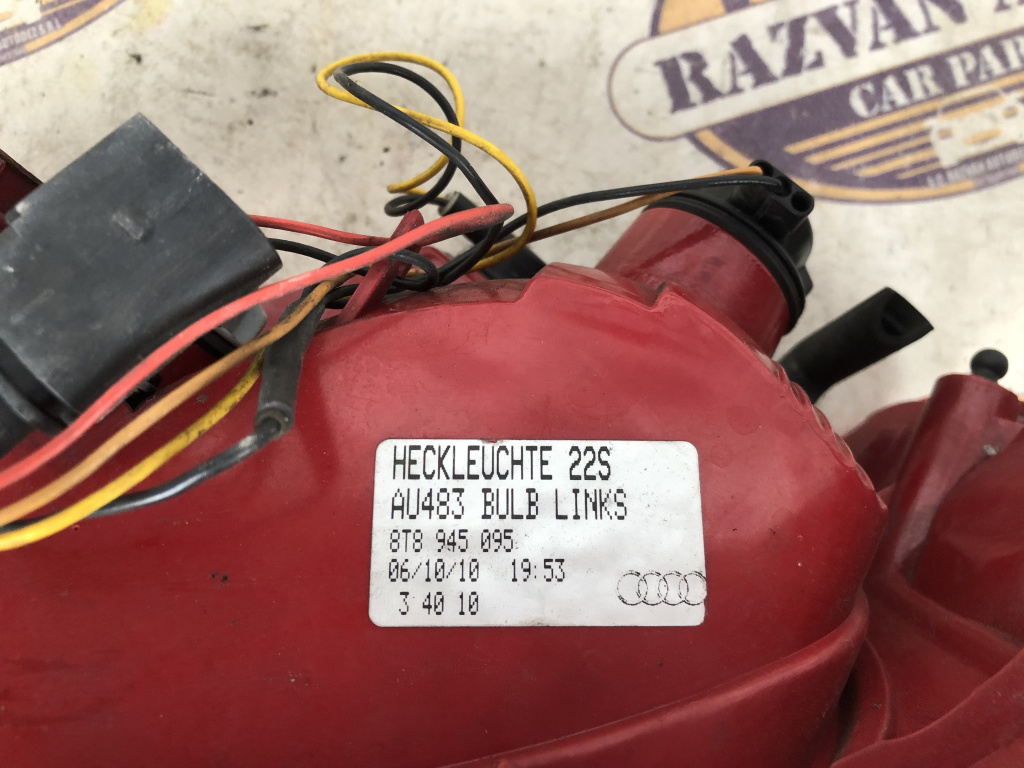 RAZVAN
CAR PAR
HECKLEUCHTE 22S
AU483 BULB LINKS
8T8 945 095
06/10/10 19:53
3 40 10